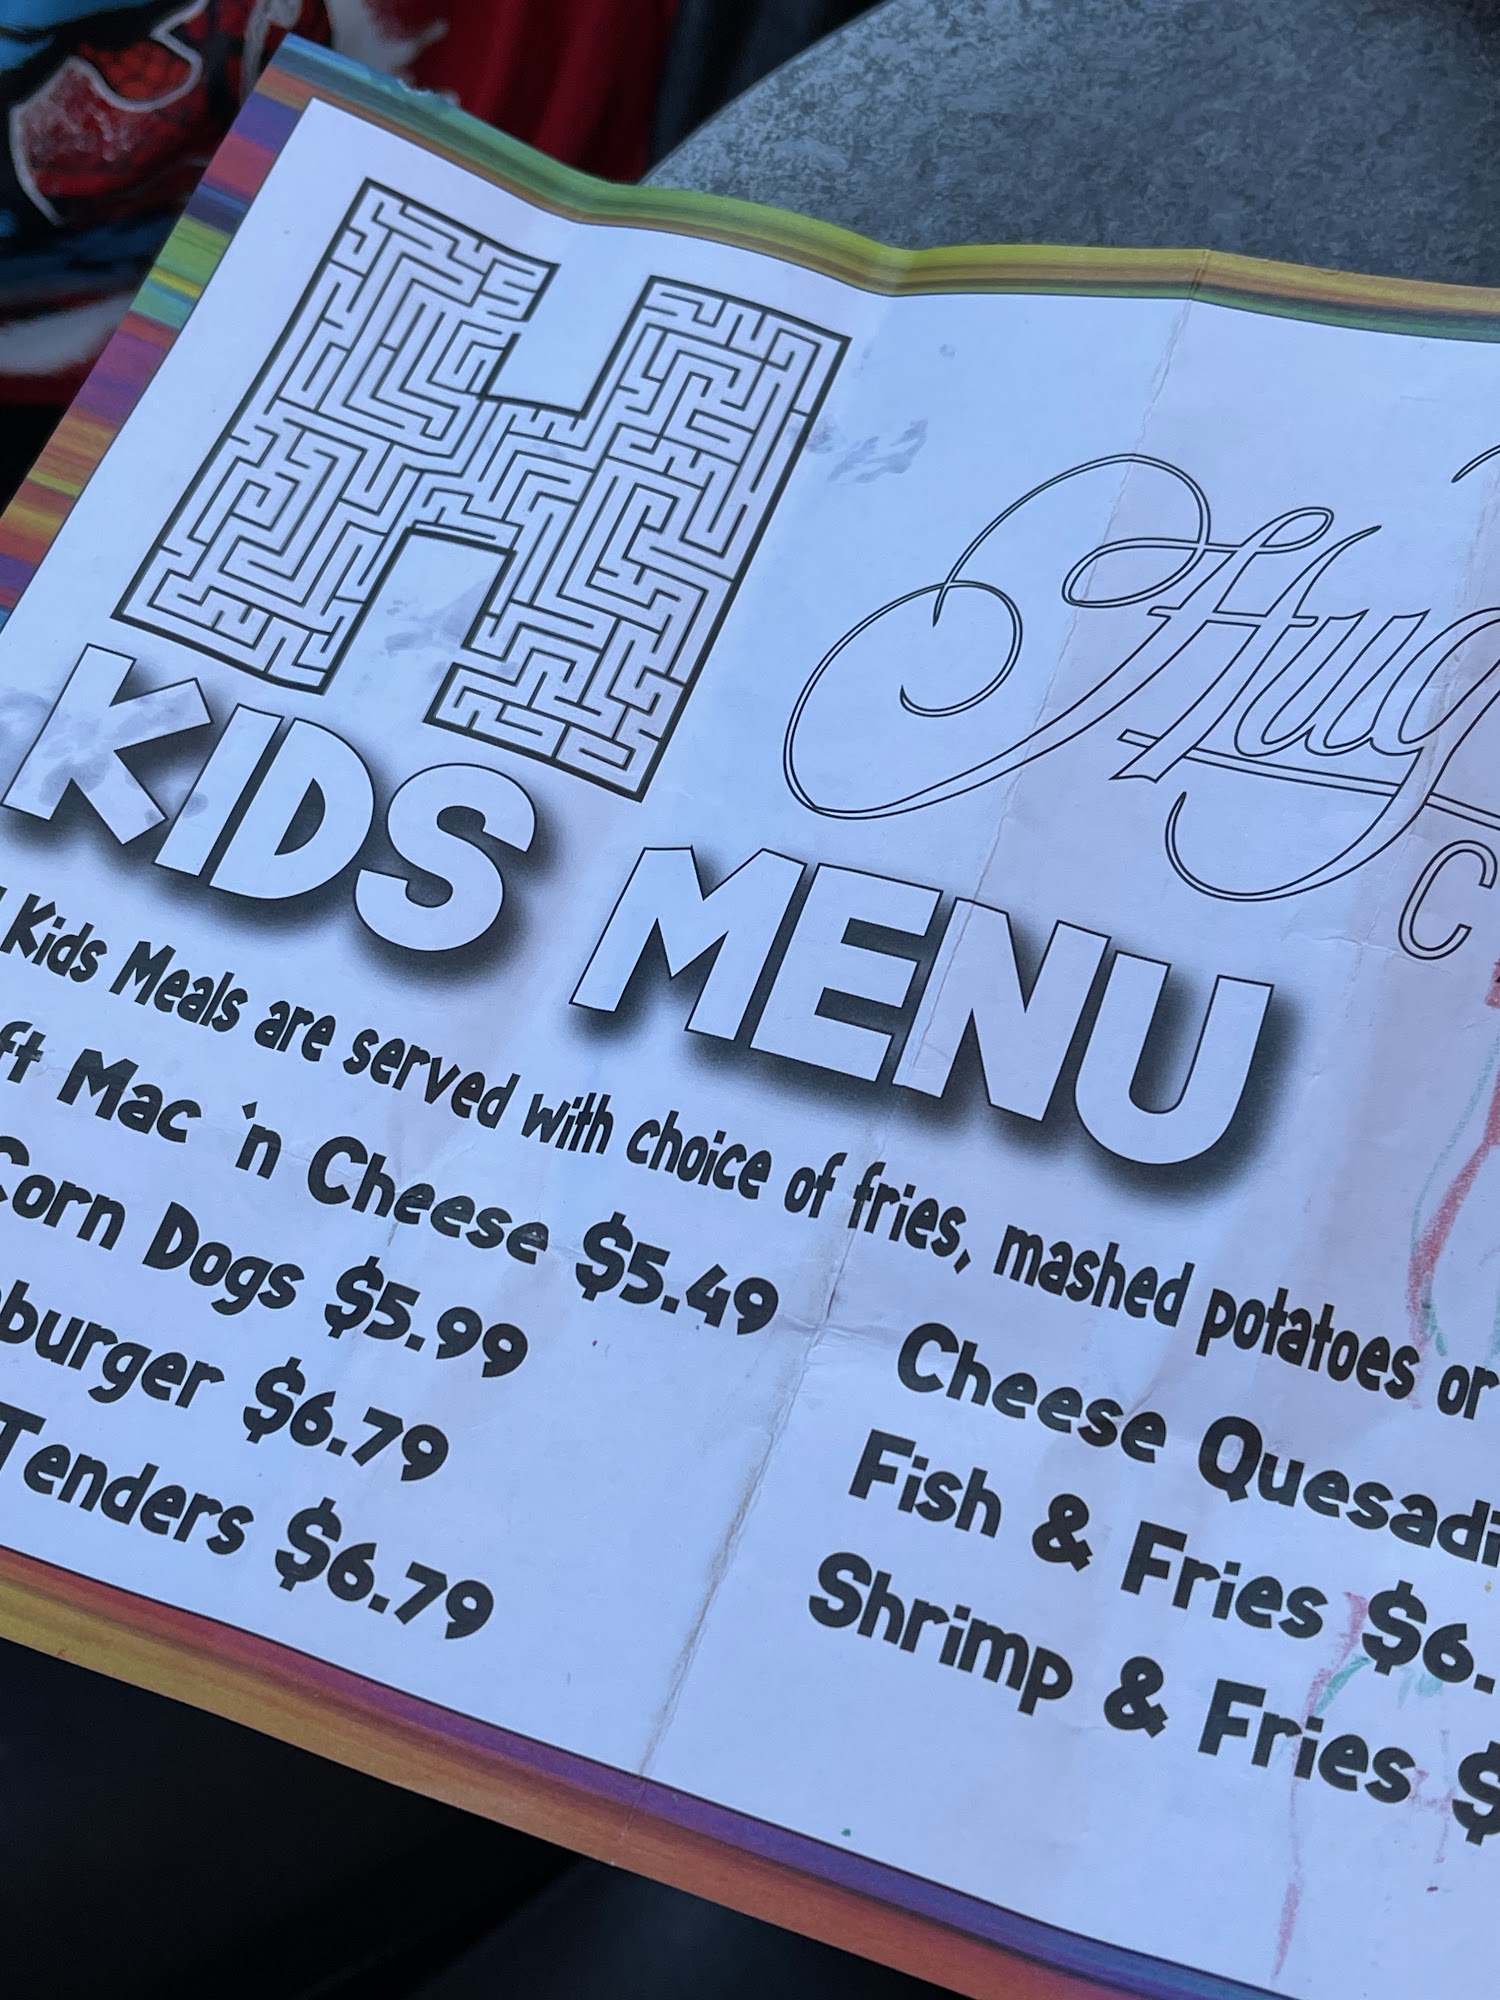 Hug
C
KIDS MENU
Kids Meals are served with choice of fries, mashed potatoes or
ft Mac 'n Cheese $5.49
Corn Dogs $5.99
burger $6.79
Tenders $6.79
Cheese Quesadi
Fish & Fries $6.
Shrimp & Fries $